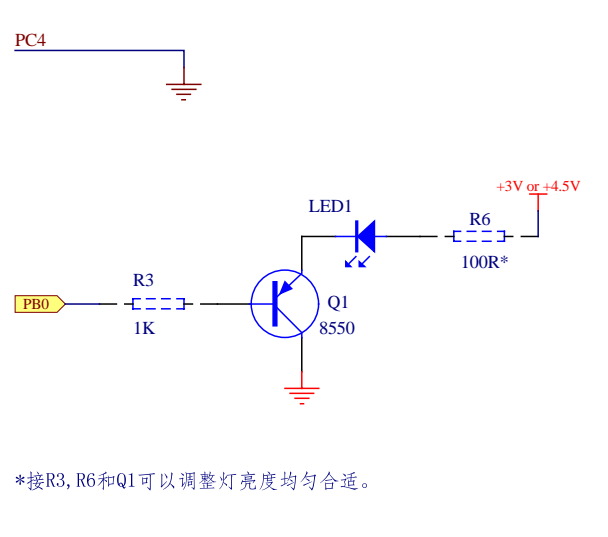 PC4
+3V or +4.5V
LED1
R6
100R*
R3
PB0
Q1
1K
8550
*接R3,R6和Q1可以调整灯亮度均匀合适。